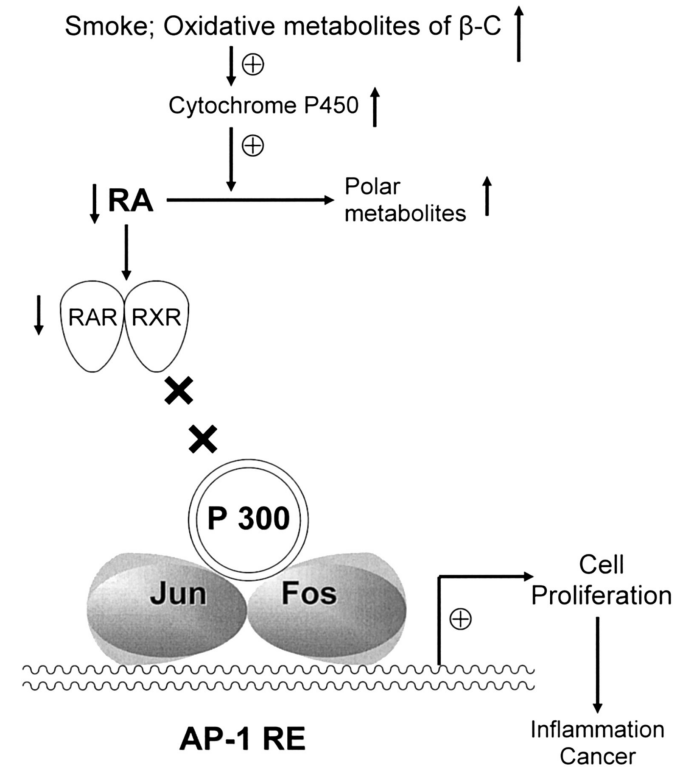 Smoke; Oxidative metabolites of β-C
Cytochrome P450
RA
Polar
metabolites
RAR RXR
P 300
Jun Fos
Cell
Proliferation
AP-1 RE
Inflammation
Cancer